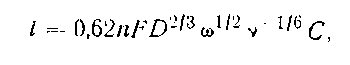 i = 0,62nFD^{2/3} ω^{1/2} ν^{-1/6} C,